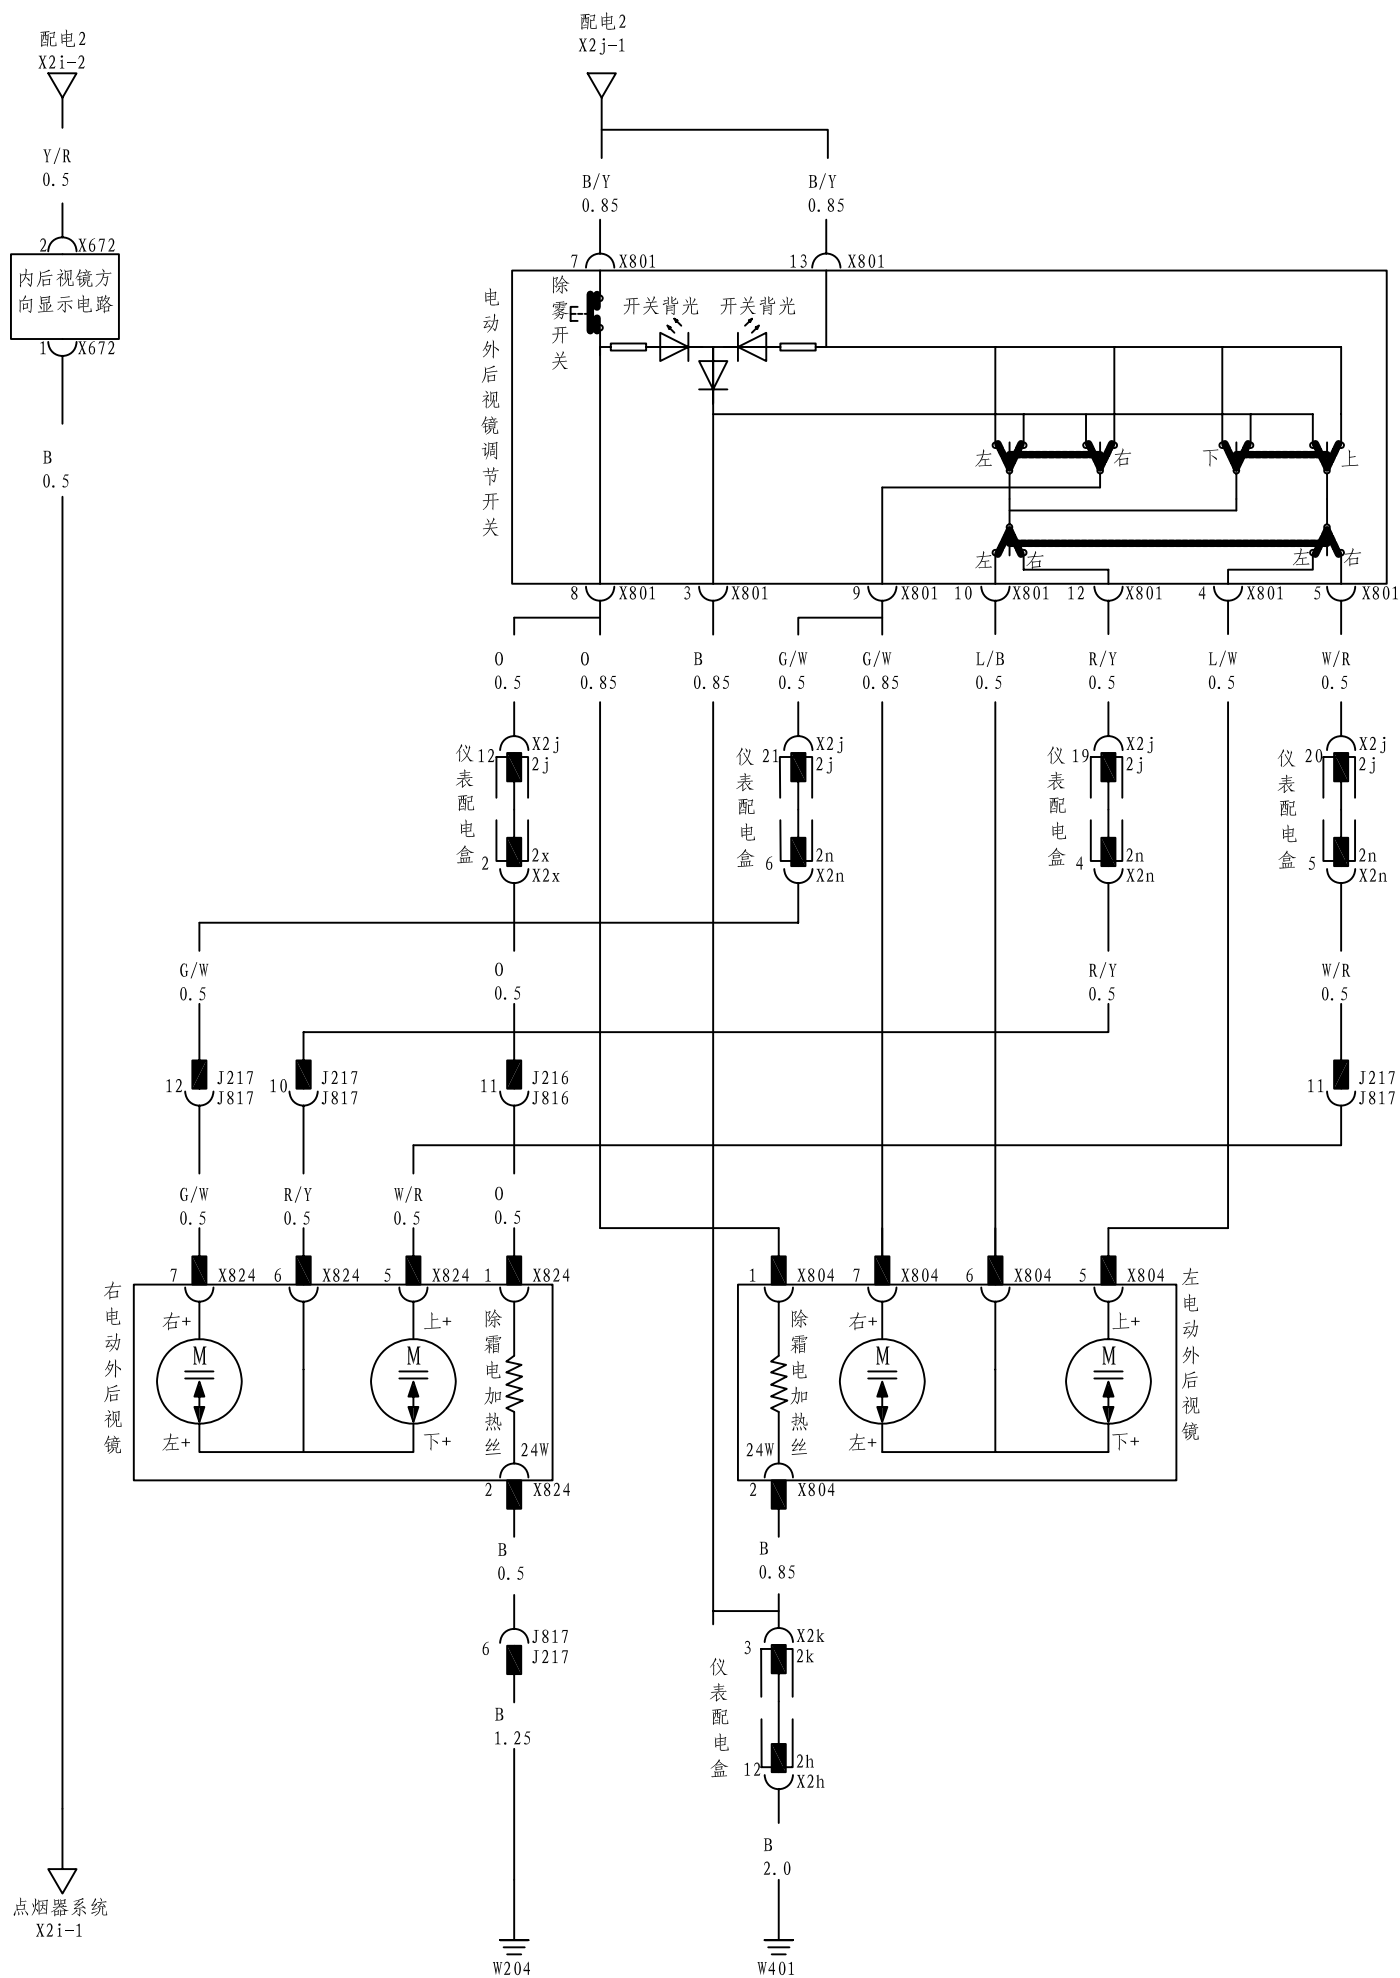 配电2
X2i-2
配电2
X2j-1
Y/R
0.5
B/Y
0.85
B/Y
0.85
2 X672
内后视镜方
向显示电路
1 X672
7 X801
13 X801
电动外后视镜调节开关
除雾开关
开关背光
开关背光
B
0.5
左
右
下
上
左
右
左
右
8 X801
3 X801
9 X801
10 X801
12 X801
4 X801
5 X801
O
0.5
O
0.85
B
0.85
G/W
0.5
G/W
0.85
L/B
0.5
R/Y
0.5
L/W
0.5
W/R
0.5
仪表配电盒
12 X2j
2j
2 2x
X2x
仪表配电盒
21 X2j
2j
6 2n
X2n
仪表配电盒
19 X2j
2j
4 2n
X2n
仪表配电盒
20 X2j
2j
5 2n
X2n
G/W
0.5
O
0.5
R/Y
0.5
W/R
0.5
12 J217
J817
10 J217
J817
11 J216
J816
11 J217
J817
G/W
0.5
R/Y
0.5
W/R
0.5
O
0.5
7 X824
6 X824
5 X824
1 X824
1 X804
7 X804
6 X804
5 X804
右电动外后视镜
右+
M
左+
上+
M
下+
除霜电加热丝
24W
2 X824
除霜电加热丝
24W
2 X804
右+
M
左+
上+
M
下+
左电动外后视镜
B
0.5
B
0.85
6 J817
J217
仪表配电盒
3 X2k
2k
12 2h
X2h
B
1.25
B
2.0
点烟器系统
X2i-1
W204
W401